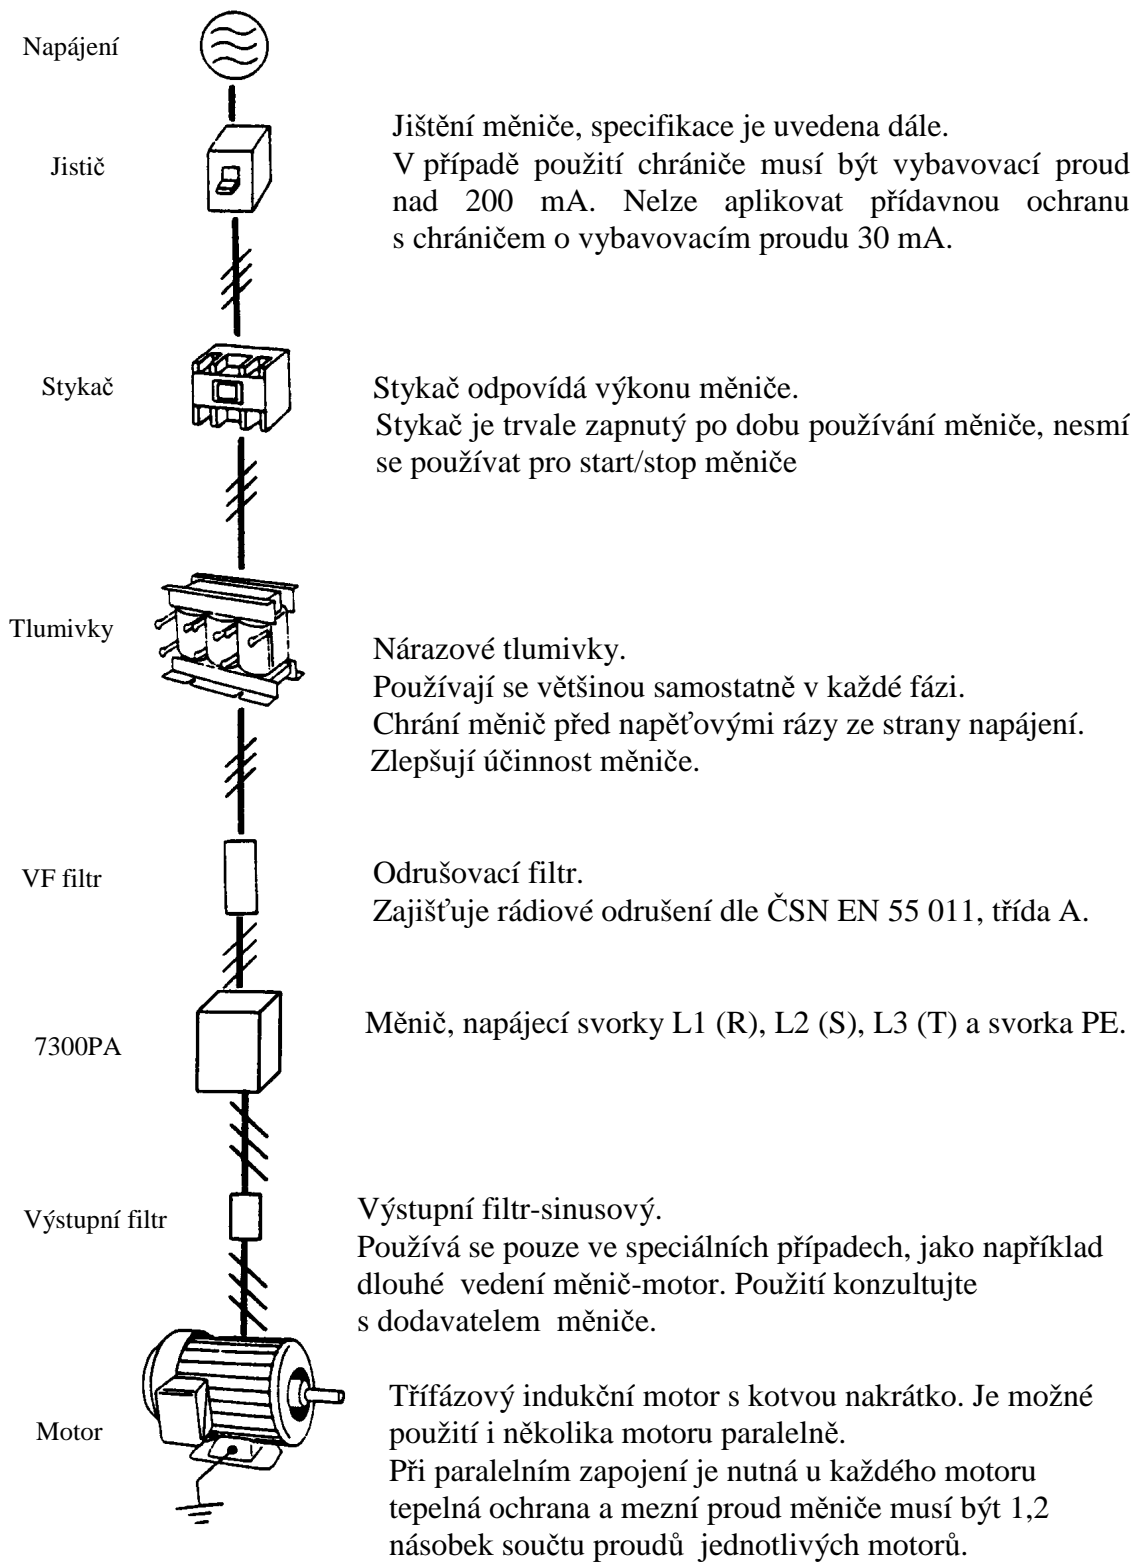 Napájení
Jistič
Jištění měniče, specifikace je uvedena dále.
V případě použití chrániče musí být vybavovací proud
nad 200 mA. Nelze aplikovat přídavnou ochranu
s chráničem o vybavovacím proudu 30 mA.
Stykač
Stykač odpovídá výkonu měniče.
Stykač je trvale zapnutý po dobu používání měniče, nesmí
se používat pro start/stop měniče
Tlumivky
Nárazové tlumivky.
Používají se většinou samostatně v každé fázi.
Chrání měnič před napěťovými rázy ze strany napájení.
Zlepšují účinnost měniče.
VF filtr
Odrušovací filtr.
Zajišťuje rádiové odrušení dle ČSN EN 55 011, třída A.
7300PA
Měnič, napájecí svorky L1 (R), L2 (S), L3 (T) a svorka PE.
Výstupní filtr
Výstupní filtr-sinusový.
Používá se pouze ve speciálních případech, jako například
dlouhé vedení měnič-motor. Použití konzultujte
s dodavatelem měniče.
Motor
Třífázový indukční motor s kotvou nakrátko. Je možné
použití i několika motoru paralelně.
Při paralelním zapojení je nutná u každého motoru
tepelná ochrana a mezní proud měniče musí být 1,2
násobek součtu proudů jednotlivých motorů.